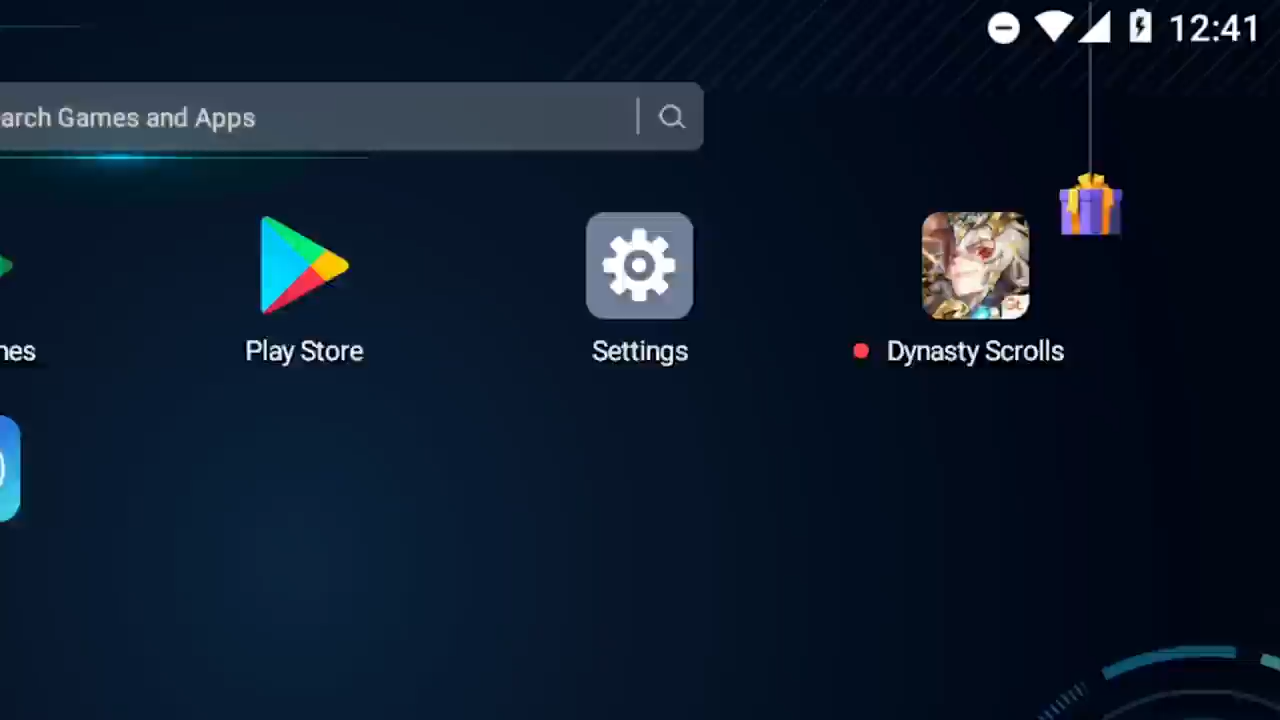 12:41
arch Games and Apps
nes
Play Store
Settings
Dynasty Scrolls